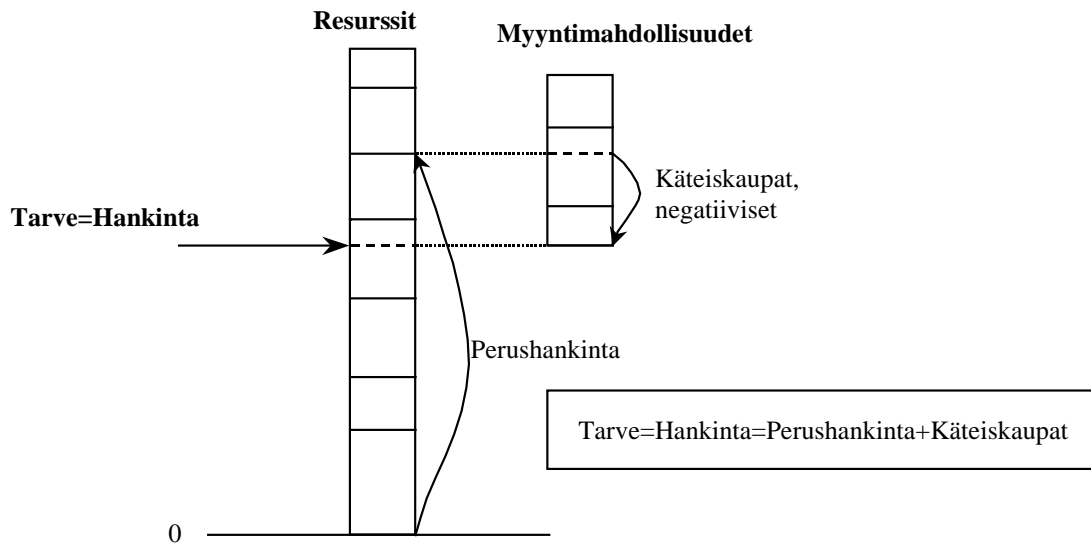 Resurssit
Myyntimahdollisuudet
Käteiskaupat,
negatiiviset
Tarve=Hankinta
Perushankinta
Tarve=Hankinta=Perushankinta+Käteiskaupat
0